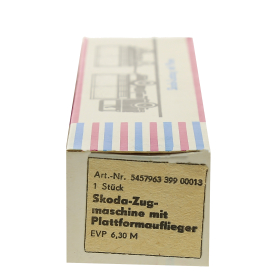 Art.-Nr. 5457963 399 00013
1 Stück
Skoda-Zug-
maschine mit
Plattformauflieger
EVP 6,30 M